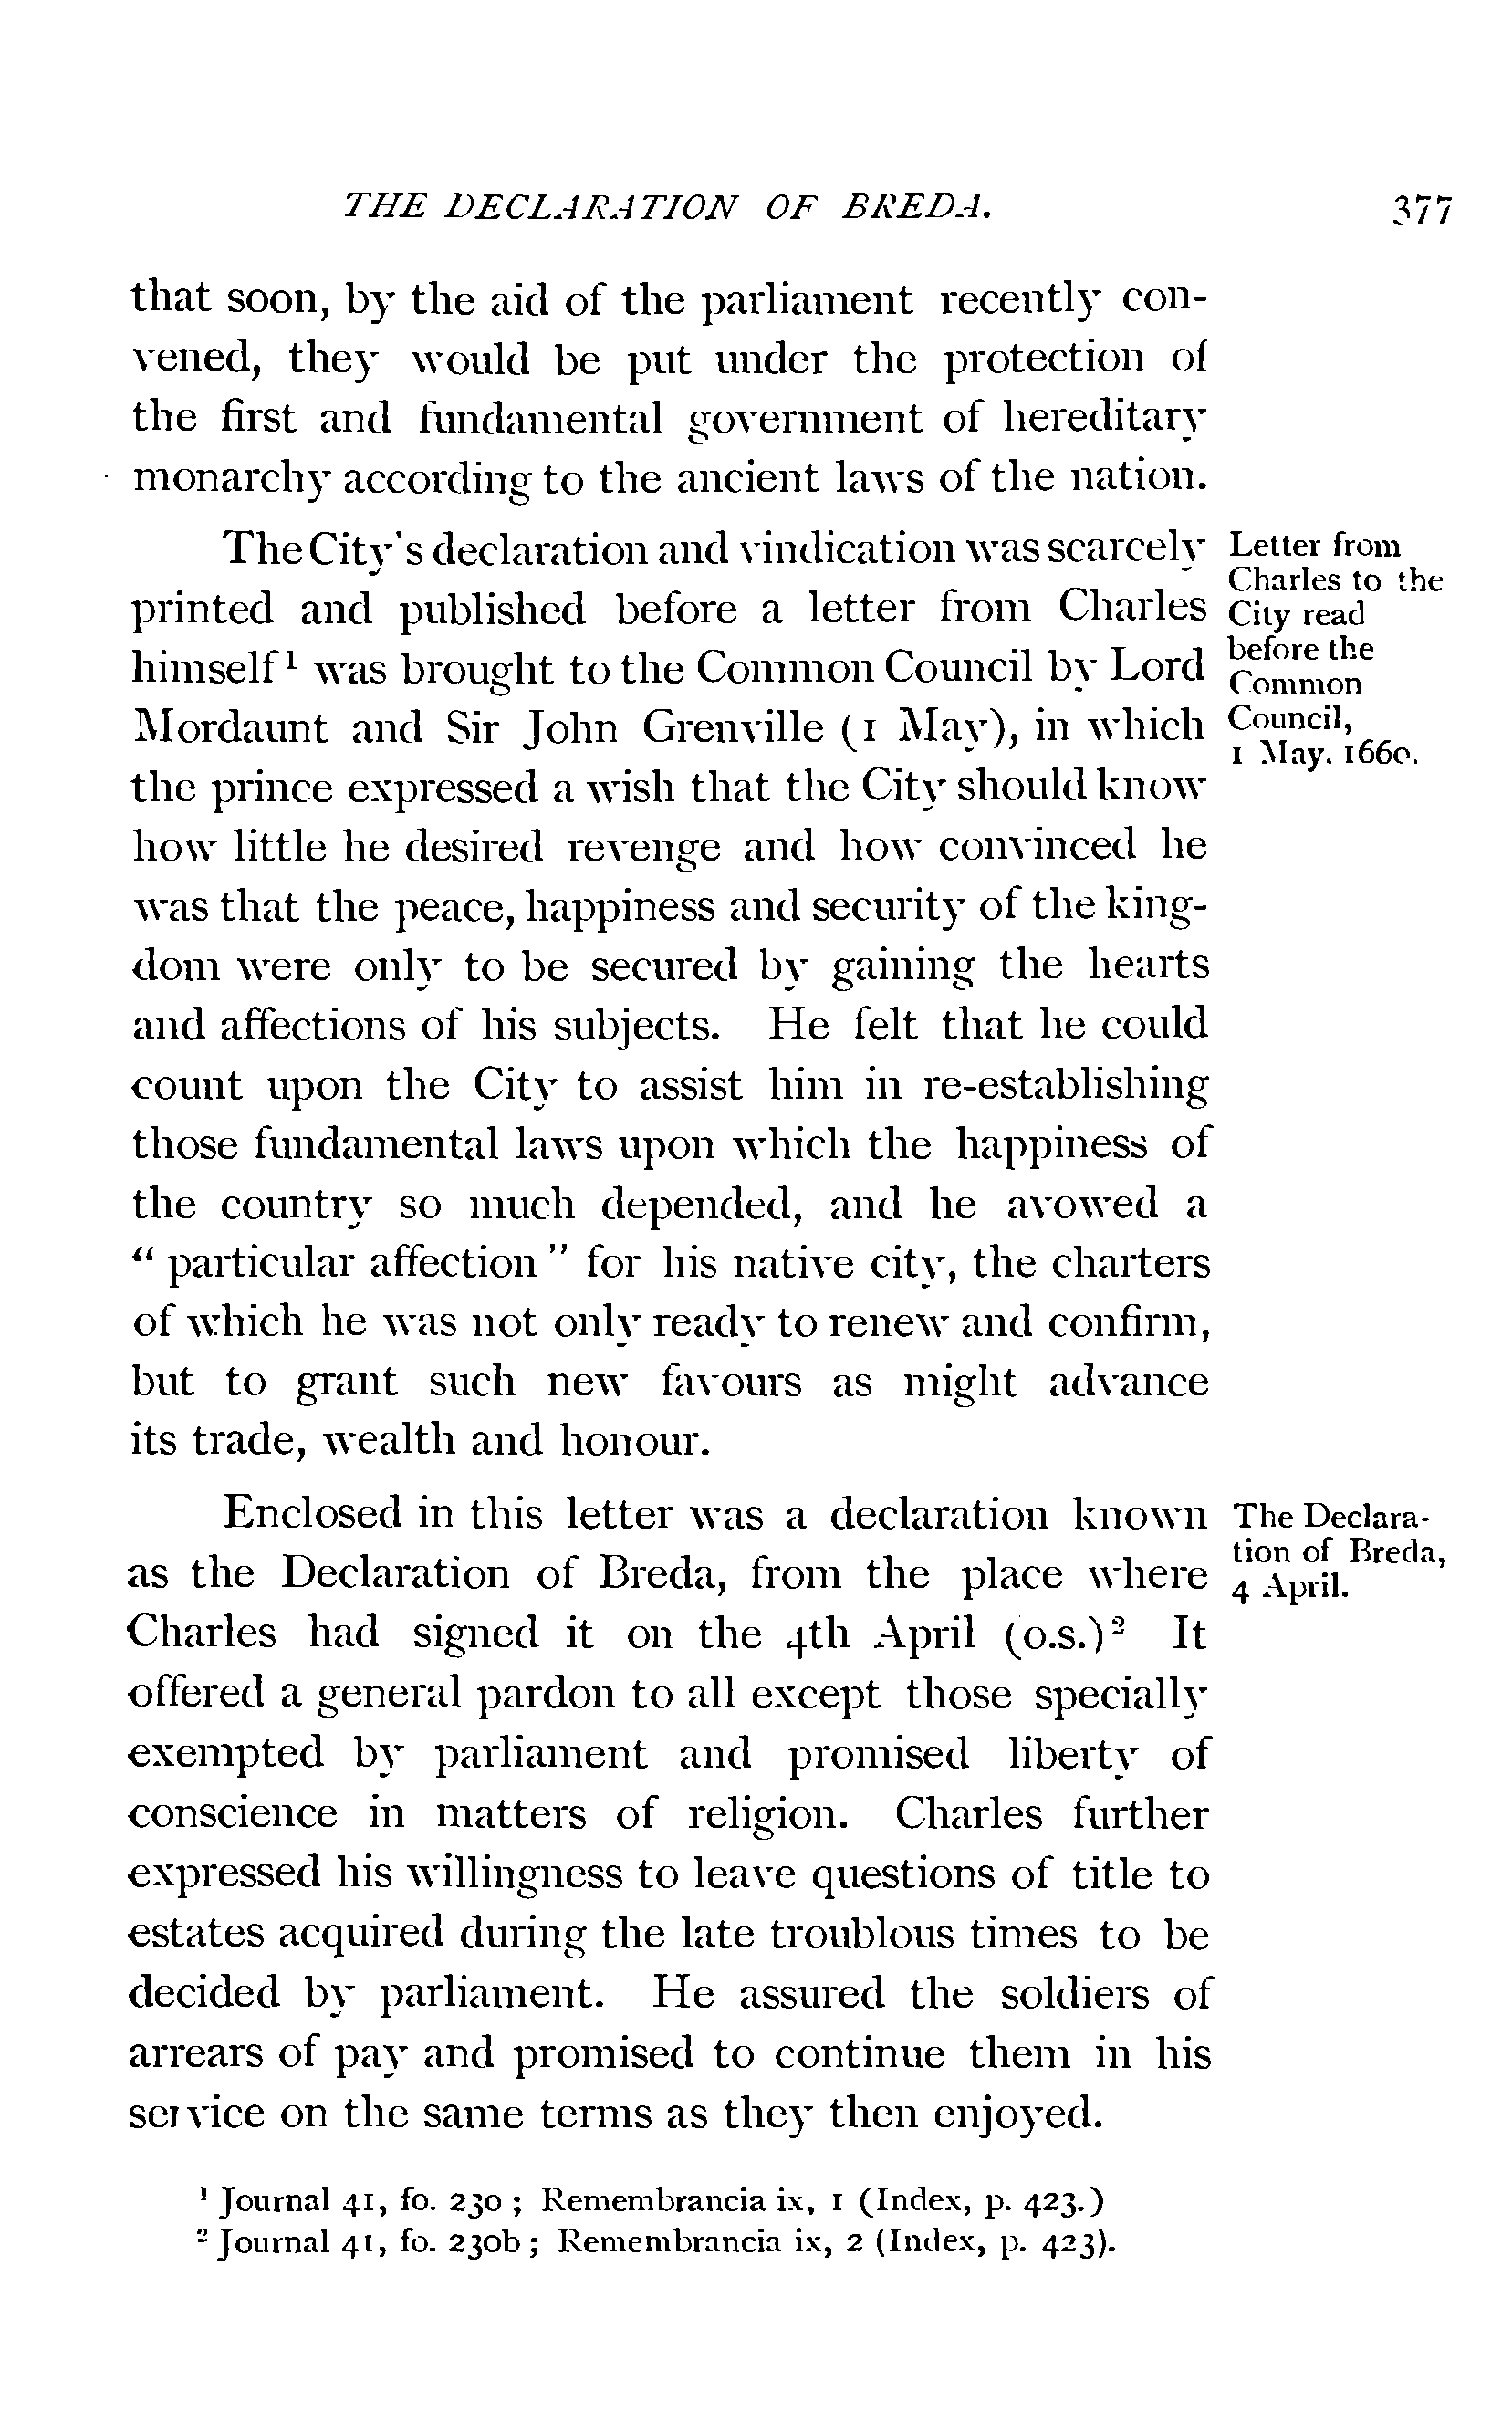 THE DECLARATION OF BREDA. 377
that soon, by the aid of the parliament recently con-
vened, they would be put under the protection of
the first and fundamental government of hereditary
monarchy according to the ancient laws of the nation.
The City's declaration and vindication was scarcely
printed and published before a letter from Charles
himself¹ was brought to the Common Council by Lord
Mordaunt and Sir John Grenville (1 May), in which
the prince expressed a wish that the City should know
how little he desired revenge and how convinced he
was that the peace, happiness and security of the king-
dom were only to be secured by gaining the hearts
and affections of his subjects. He felt that he could
count upon the City to assist him in re-establishing
those fundamental laws upon which the happiness of
the country so much depended, and he avowed a
“ particular affection ” for his native city, the charters
of which he was not only ready to renew and confirm,
but to grant such new favours as might advance
its trade, wealth and honour.
Letter from
Charles to the
City read
before the
Common
Council,
1 May. 1660.
Enclosed in this letter was a declaration known
as the Declaration of Breda, from the place where
Charles had signed it on the 4th April (o.s.)² It
offered a general pardon to all except those specially
exempted by parliament and promised liberty of
conscience in matters of religion. Charles further
expressed his willingness to leave questions of title to
estates acquired during the late troublous times to be
decided by parliament. He assured the soldiers of
arrears of pay and promised to continue them in his
service on the same terms as they then enjoyed.
The Declara-
tion of Breda,
4 April.
¹ Journal 41, fo. 230 ; Remembrancia ix, 1 (Index, p. 423.)
² Journal 41, fo. 230b ; Remembrancia ix, 2 (Index, p. 423).